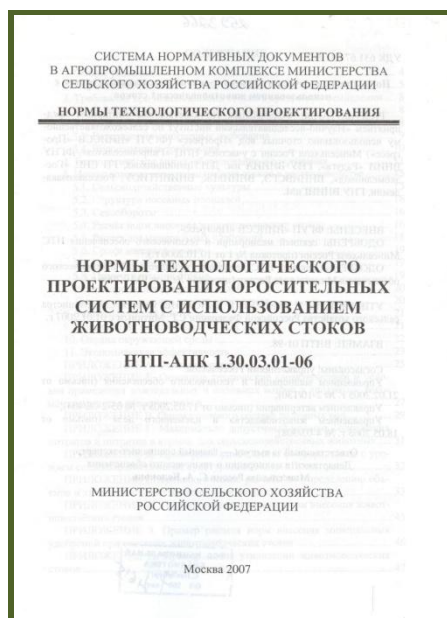 СИСТЕМА НОРМАТИВНЫХ ДОКУМЕНТОВ
В АГРОПРОМЫШЛЕННОМ КОМПЛЕКСЕ МИНИСТЕРСТВА
СЕЛЬСКОГО ХОЗЯЙСТВА РОССИЙСКОЙ ФЕДЕРАЦИИ
НОРМЫ ТЕХНОЛОГИЧЕСКОГО ПРОЕКТИРОВАНИЯ
НОРМЫ ТЕХНОЛОГИЧЕСКОГО
ПРОЕКТИРОВАНИЯ ОРОСИТЕЛЬНЫХ
СИСТЕМ С ИСПОЛЬЗОВАНИЕМ
ЖИВОТНОВОДЧЕСКИХ СТОКОВ
НТП-АПК 1.30.03.01-06
МИНИСТЕРСТВО СЕЛЬСКОГО ХОЗЯЙСТВА
РОССИЙСКОЙ ФЕДЕРАЦИИ
Москва 2007